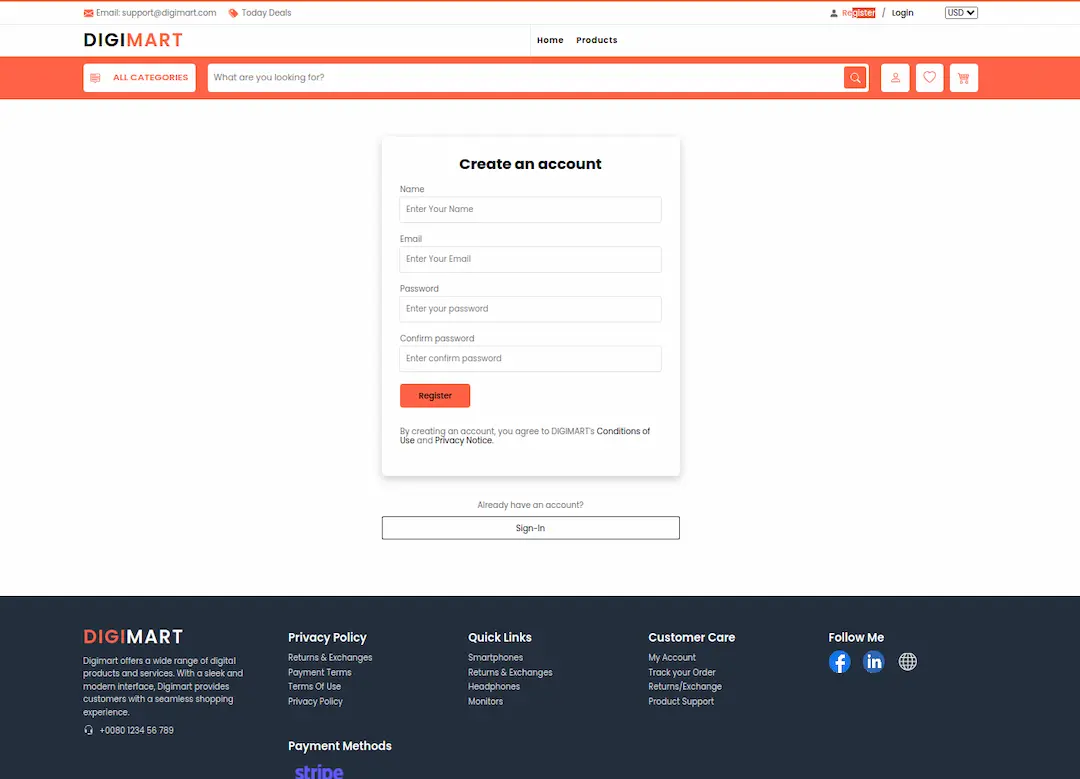 Email: support@digimart.com Today Deals Register / Login USD
DIGIMART Home Products
ALL CATEGORIES What are you looking for?
Create an account
Name
Enter Your Name
Email
Enter Your Email
Password
Enter your password
Confirm password
Enter confirm password
Register
By creating an account, you agree to DIGIMART's Conditions of
Use and Privacy Notice.
Already have an account?
Sign-In
DIGIMART
Digimart offers a wide range of digital
products and services. With a sleek and
modern interface, Digimart provides
customers with a seamless shopping
experience.
+0080 1234 56 789
Privacy Policy
Returns & Exchanges
Payment Terms
Terms Of Use
Privacy Policy
Quick Links
Smartphones
Returns & Exchanges
Headphones
Monitors
Customer Care
My Account
Track your Order
Returns/Exchange
Product Support
Follow Me
in
Payment Methods
stripe